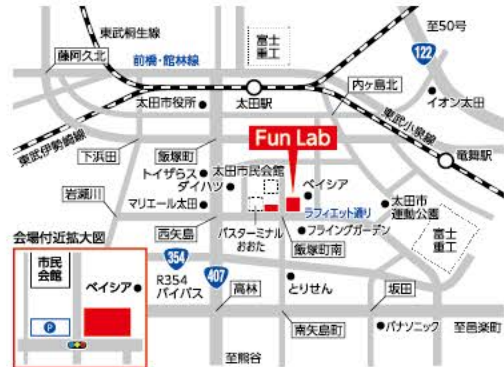 東武桐生線
至50号
藤阿久北
前橋・館林線
富士
重工
122
内ヶ島北
イオン太田
太田市役所
太田駅
東武小泉線
東武伊勢崎線
下浜田
飯塚町
Fun Lab
竜舞駅
トイザらス
太田市民会館
ダイハツ
ベイシア
岩瀬川
マリエール太田
ラフィエット通り
太田市
運動公園
会場付近拡大図
西矢島
バスターミナル
おおた
飯塚町南
フライングガーデン
富士
重工
市民
会館
ベイシア
354
R354
バイパス
407
高林
とりせん
坂田
P
南矢島町
パナソニック
至邑楽町
至熊谷